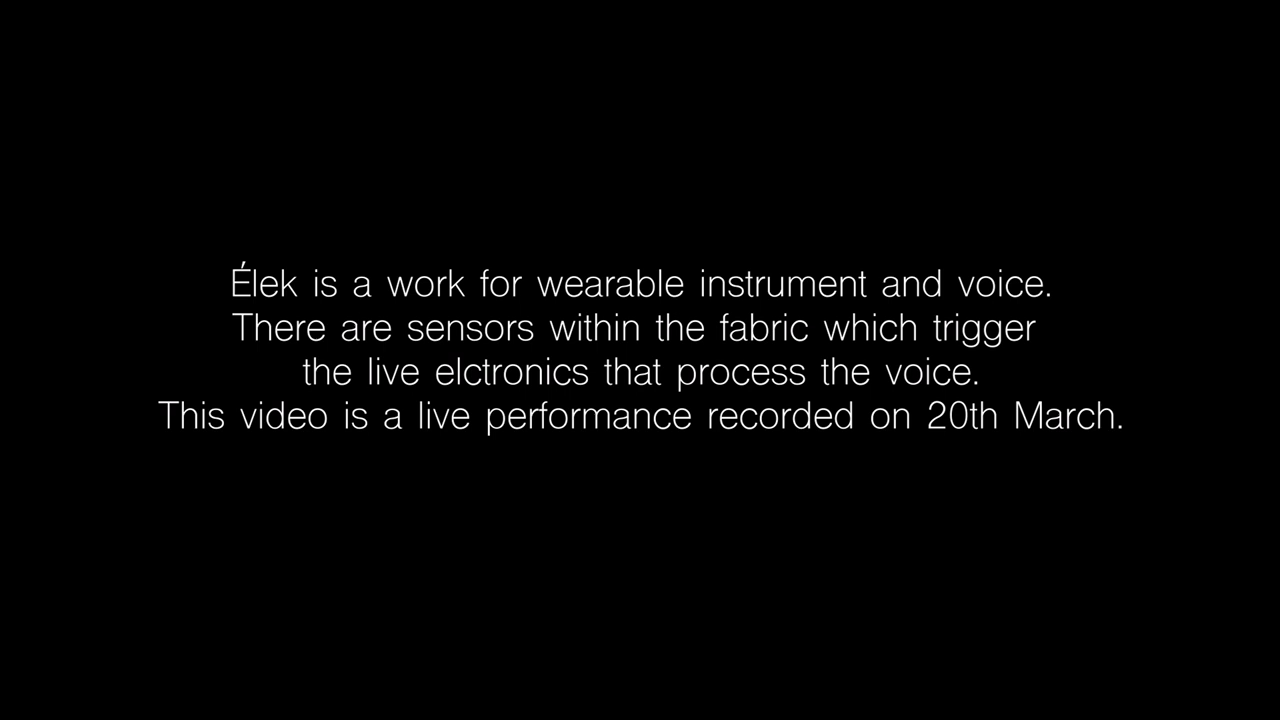 Élek is a work for wearable instrument and voice.
There are sensors within the fabric which trigger
the live elctronics that process the voice.
This video is a live performance recorded on 20th March.